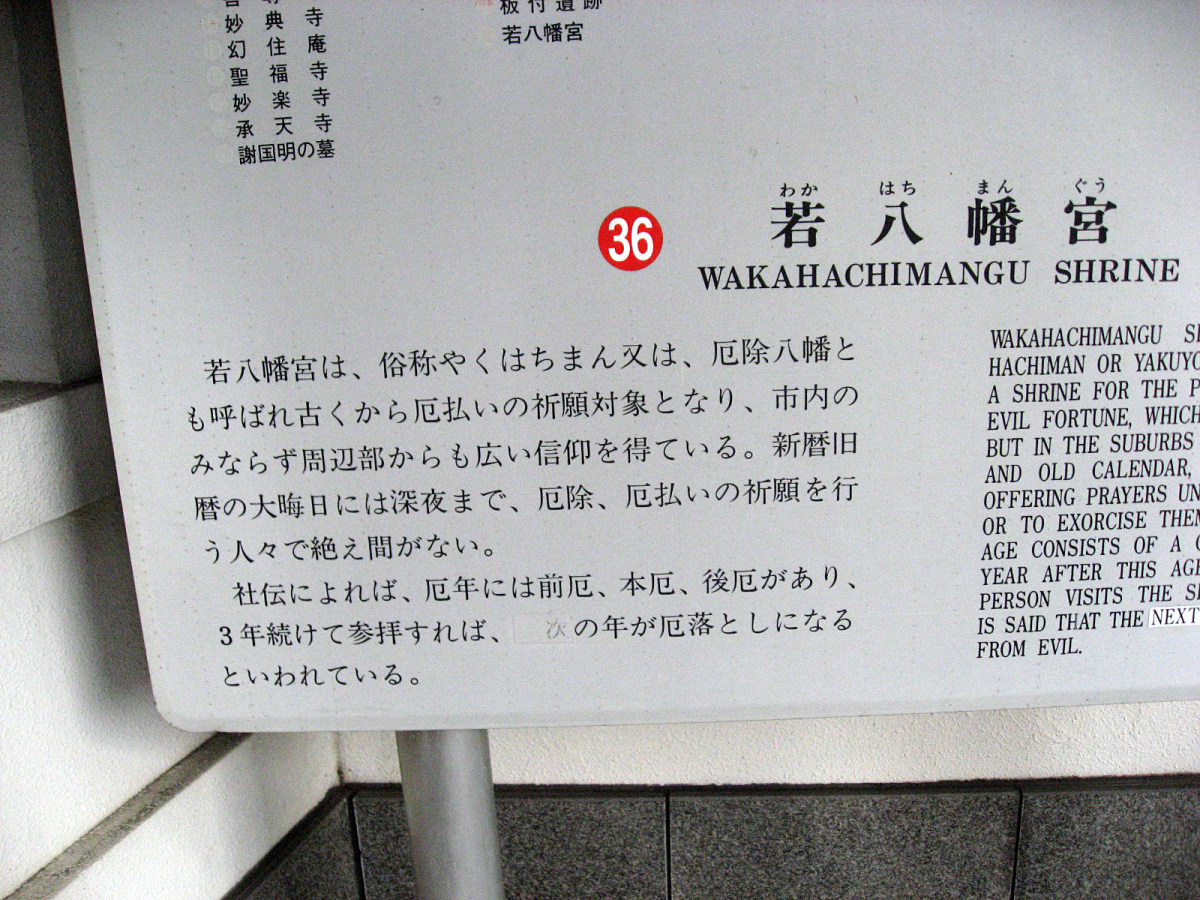 妙典寺
幻住庵
聖福寺
妙楽寺
承天寺
謝国明の墓
板付遺跡
若八幡宮
36
わか はち まん ぐう
若八幡宮
WAKAHACHIMANGU SHRINE
若八幡宮は、俗称やくはちまん又は、厄除八幡と
も呼ばれ古くから厄払いの祈願対象となり、市内の
みならず周辺部からも広い信仰を得ている。新暦旧
暦の大晦日には深夜まで、厄除、厄払いの祈願を行
う人々で絶え間がない。
社伝によれば、厄年には前厄、本厄、後厄があり、
3年続けて参拝すれば、次の年が厄落としになる
といわれている。
WAKAHACHIMANGU
HACHIMAN OR
A SHRINE FOR THE
EVIL FORTUNE, WHICH
BUT IN THE SUBURBS
AND OLD CALENDAR,
OFFERING PRAYERS
OR TO EXORCISE
AGE CONSISTS OF A
YEAR AFTER THIS AGE
PERSON VISITS THE
IS SAID THAT THE NEXT
FROM EVIL.